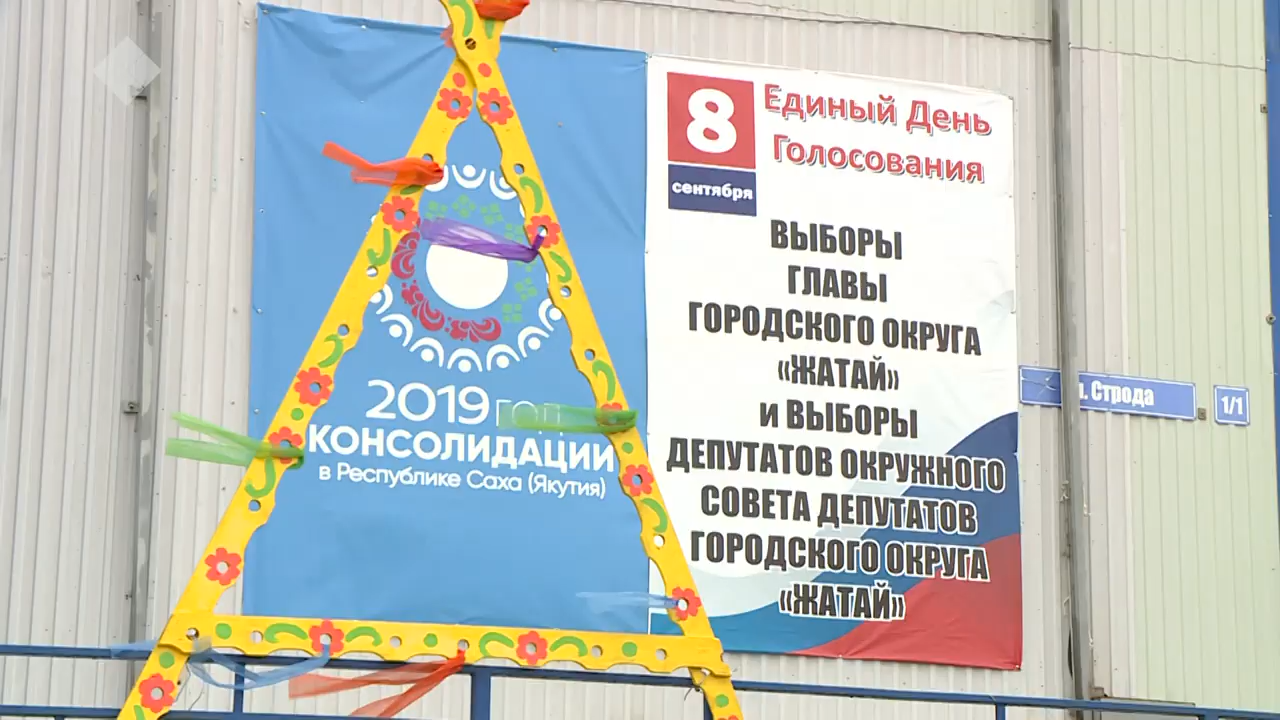 2019 ГОД
КОНСОЛИДАЦИИ
в Республике Саха (Якутия)
8
сентября
Единый День
Голосования
ВЫБОРЫ
ГЛАВЫ
ГОРОДСКОГО ОКРУГА
«ЖАТАЙ»
и ВЫБОРЫ
ДЕПУТАТОВ ОКРУЖНОГО
СОВЕТА ДЕПУТАТОВ
ГОРОДСКОГО ОКРУГА
«ЖАТАЙ»
Строда
1/1